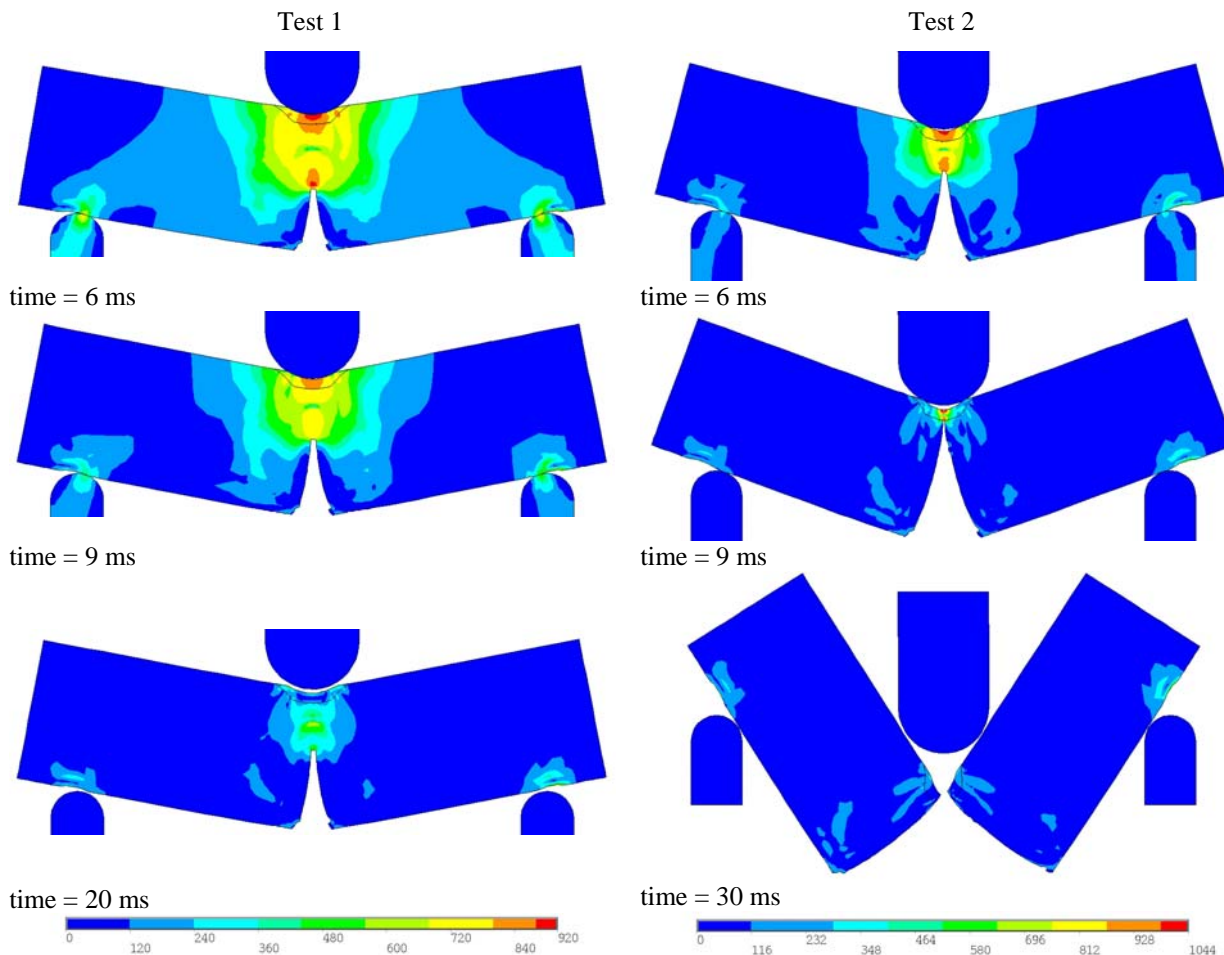 Test 1
Test 2
time = 6 ms
time = 6 ms
time = 9 ms
time = 9 ms
time = 20 ms
time = 30 ms
0 120 240 360 480 600 720 840 920
0 116 232 348 464 580 696 812 928 1044